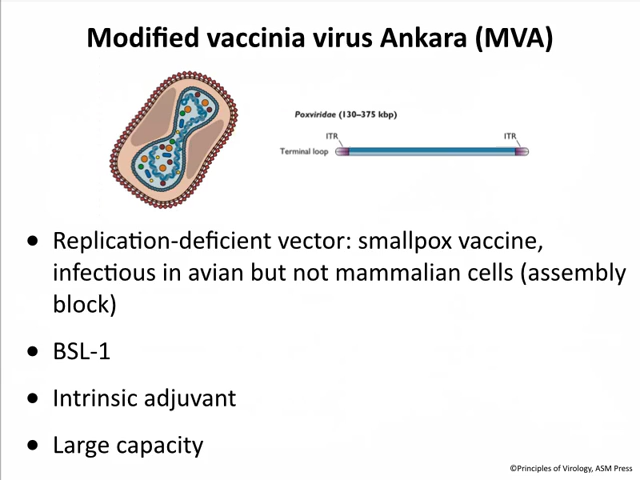 Modified vaccinia virus Ankara (MVA)
Poxviridae (130–375 kbp)
ITR ITR
Terminal loop
• Replication-deficient vector: smallpox vaccine,
infectious in avian but not mammalian cells (assembly
block)
• BSL-1
• Intrinsic adjuvant
• Large capacity
©Principles of Virology, ASM Press